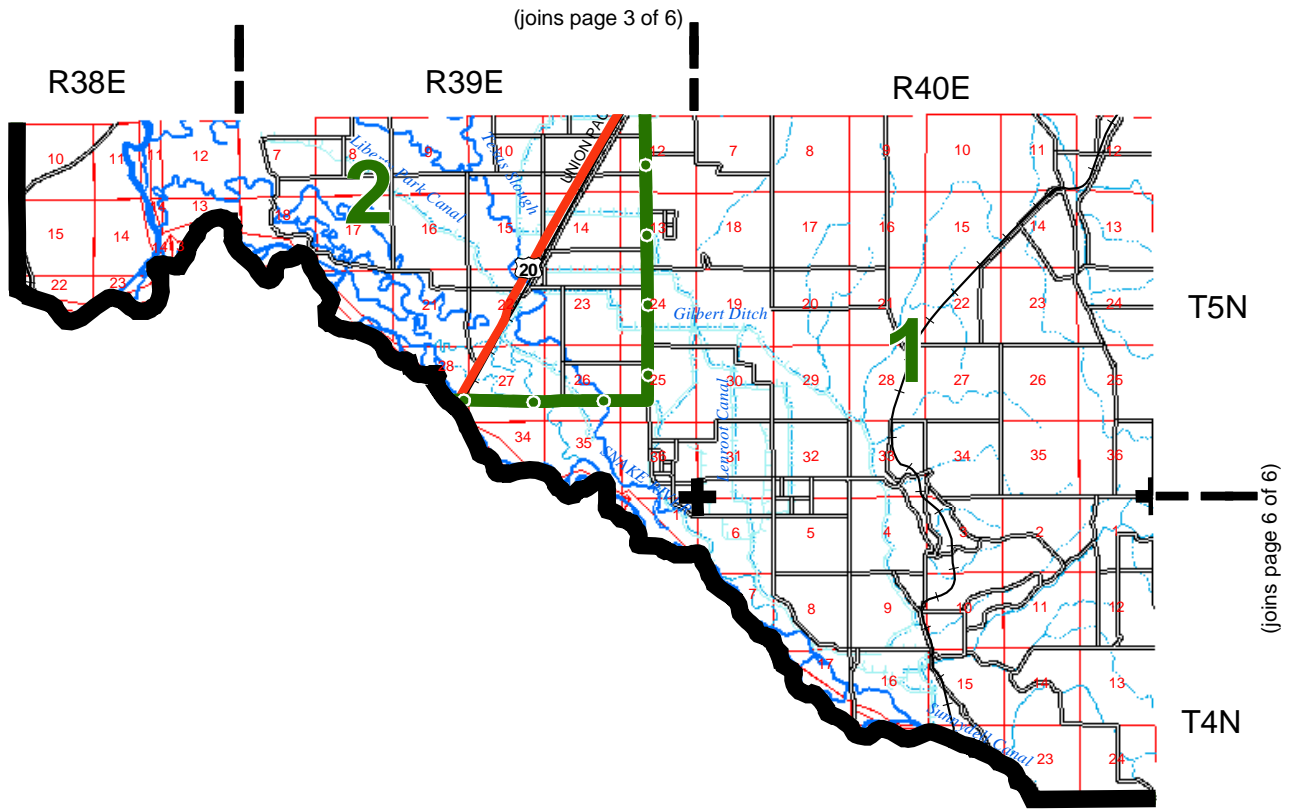 (joins page 3 of 6)
R38E
R39E
R40E
10 11 12 7 8 9 10 12 7 8 9 10 11 12
UNION PAC
Liberty Park Canal
Texas Slough
2
15 14 13 18 17 16 15 14 13 18 17 16 15 14 13
20
22 23 21 22 23 24 19 20 21 22 23 24
T5N
Gilbert Ditch
1
28 27 26 25 30 29 28 27 26 25
Lenroot Canal
34 35 36 31 32 33 34 35 36
SNAKE RIV
(joins page 6 of 6)
1 6 5 4 3 2 1
7 8 9 10 11 12
17 16 15 14 13
T4N
Sunnydell Canal
23 24